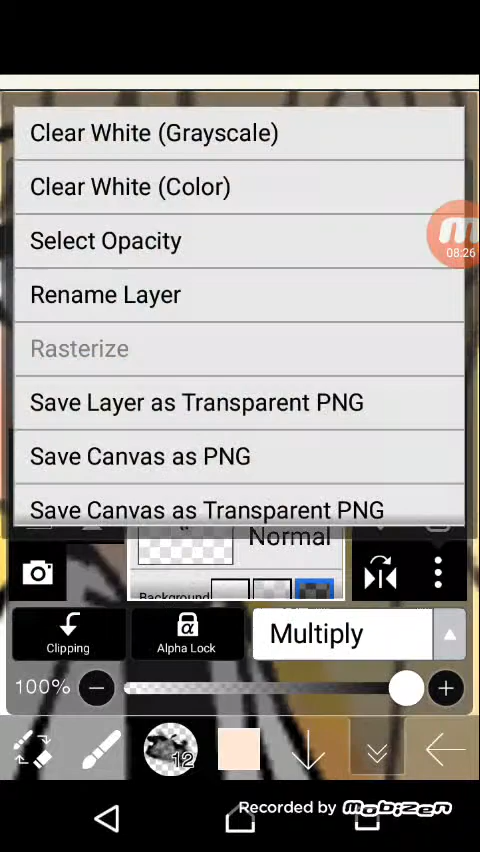 Clear White (Grayscale)
Clear White (Color)
Select Opacity
08:26
Rename Layer
Rasterize
Save Layer as Transparent PNG
Save Canvas as PNG
Save Canvas as Transparent PNG
Normal
Background
Clipping
α
Alpha Lock
Multiply
100%
12
Recorded by mobizen